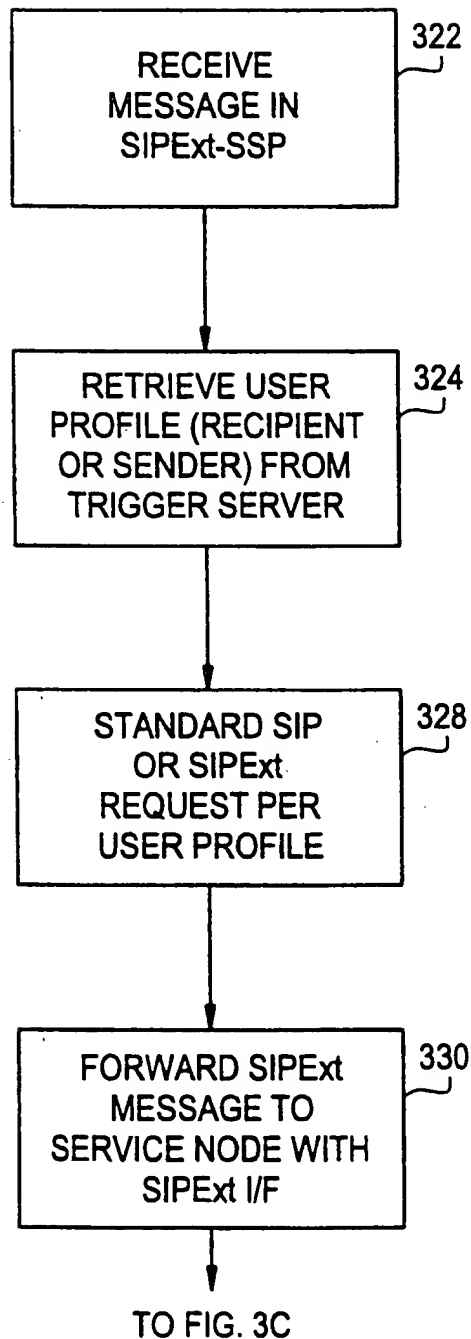 322
RECEIVE
MESSAGE IN
SIPExt-SSP
324
RETRIEVE USER
PROFILE (RECIPIENT
OR SENDER) FROM
TRIGGER SERVER
328
STANDARD SIP
OR SIPExt
REQUEST PER
USER PROFILE
330
FORWARD SIPExt
MESSAGE TO
SERVICE NODE WITH
SIPExt I/F
TO FIG. 3C